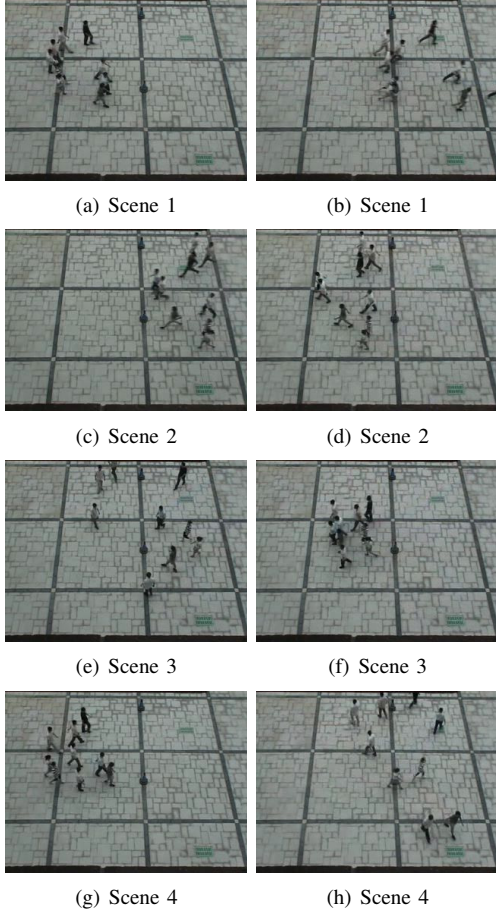 (a) Scene 1
(b) Scene 1
(c) Scene 2
(d) Scene 2
(e) Scene 3
(f) Scene 3
(g) Scene 4
(h) Scene 4